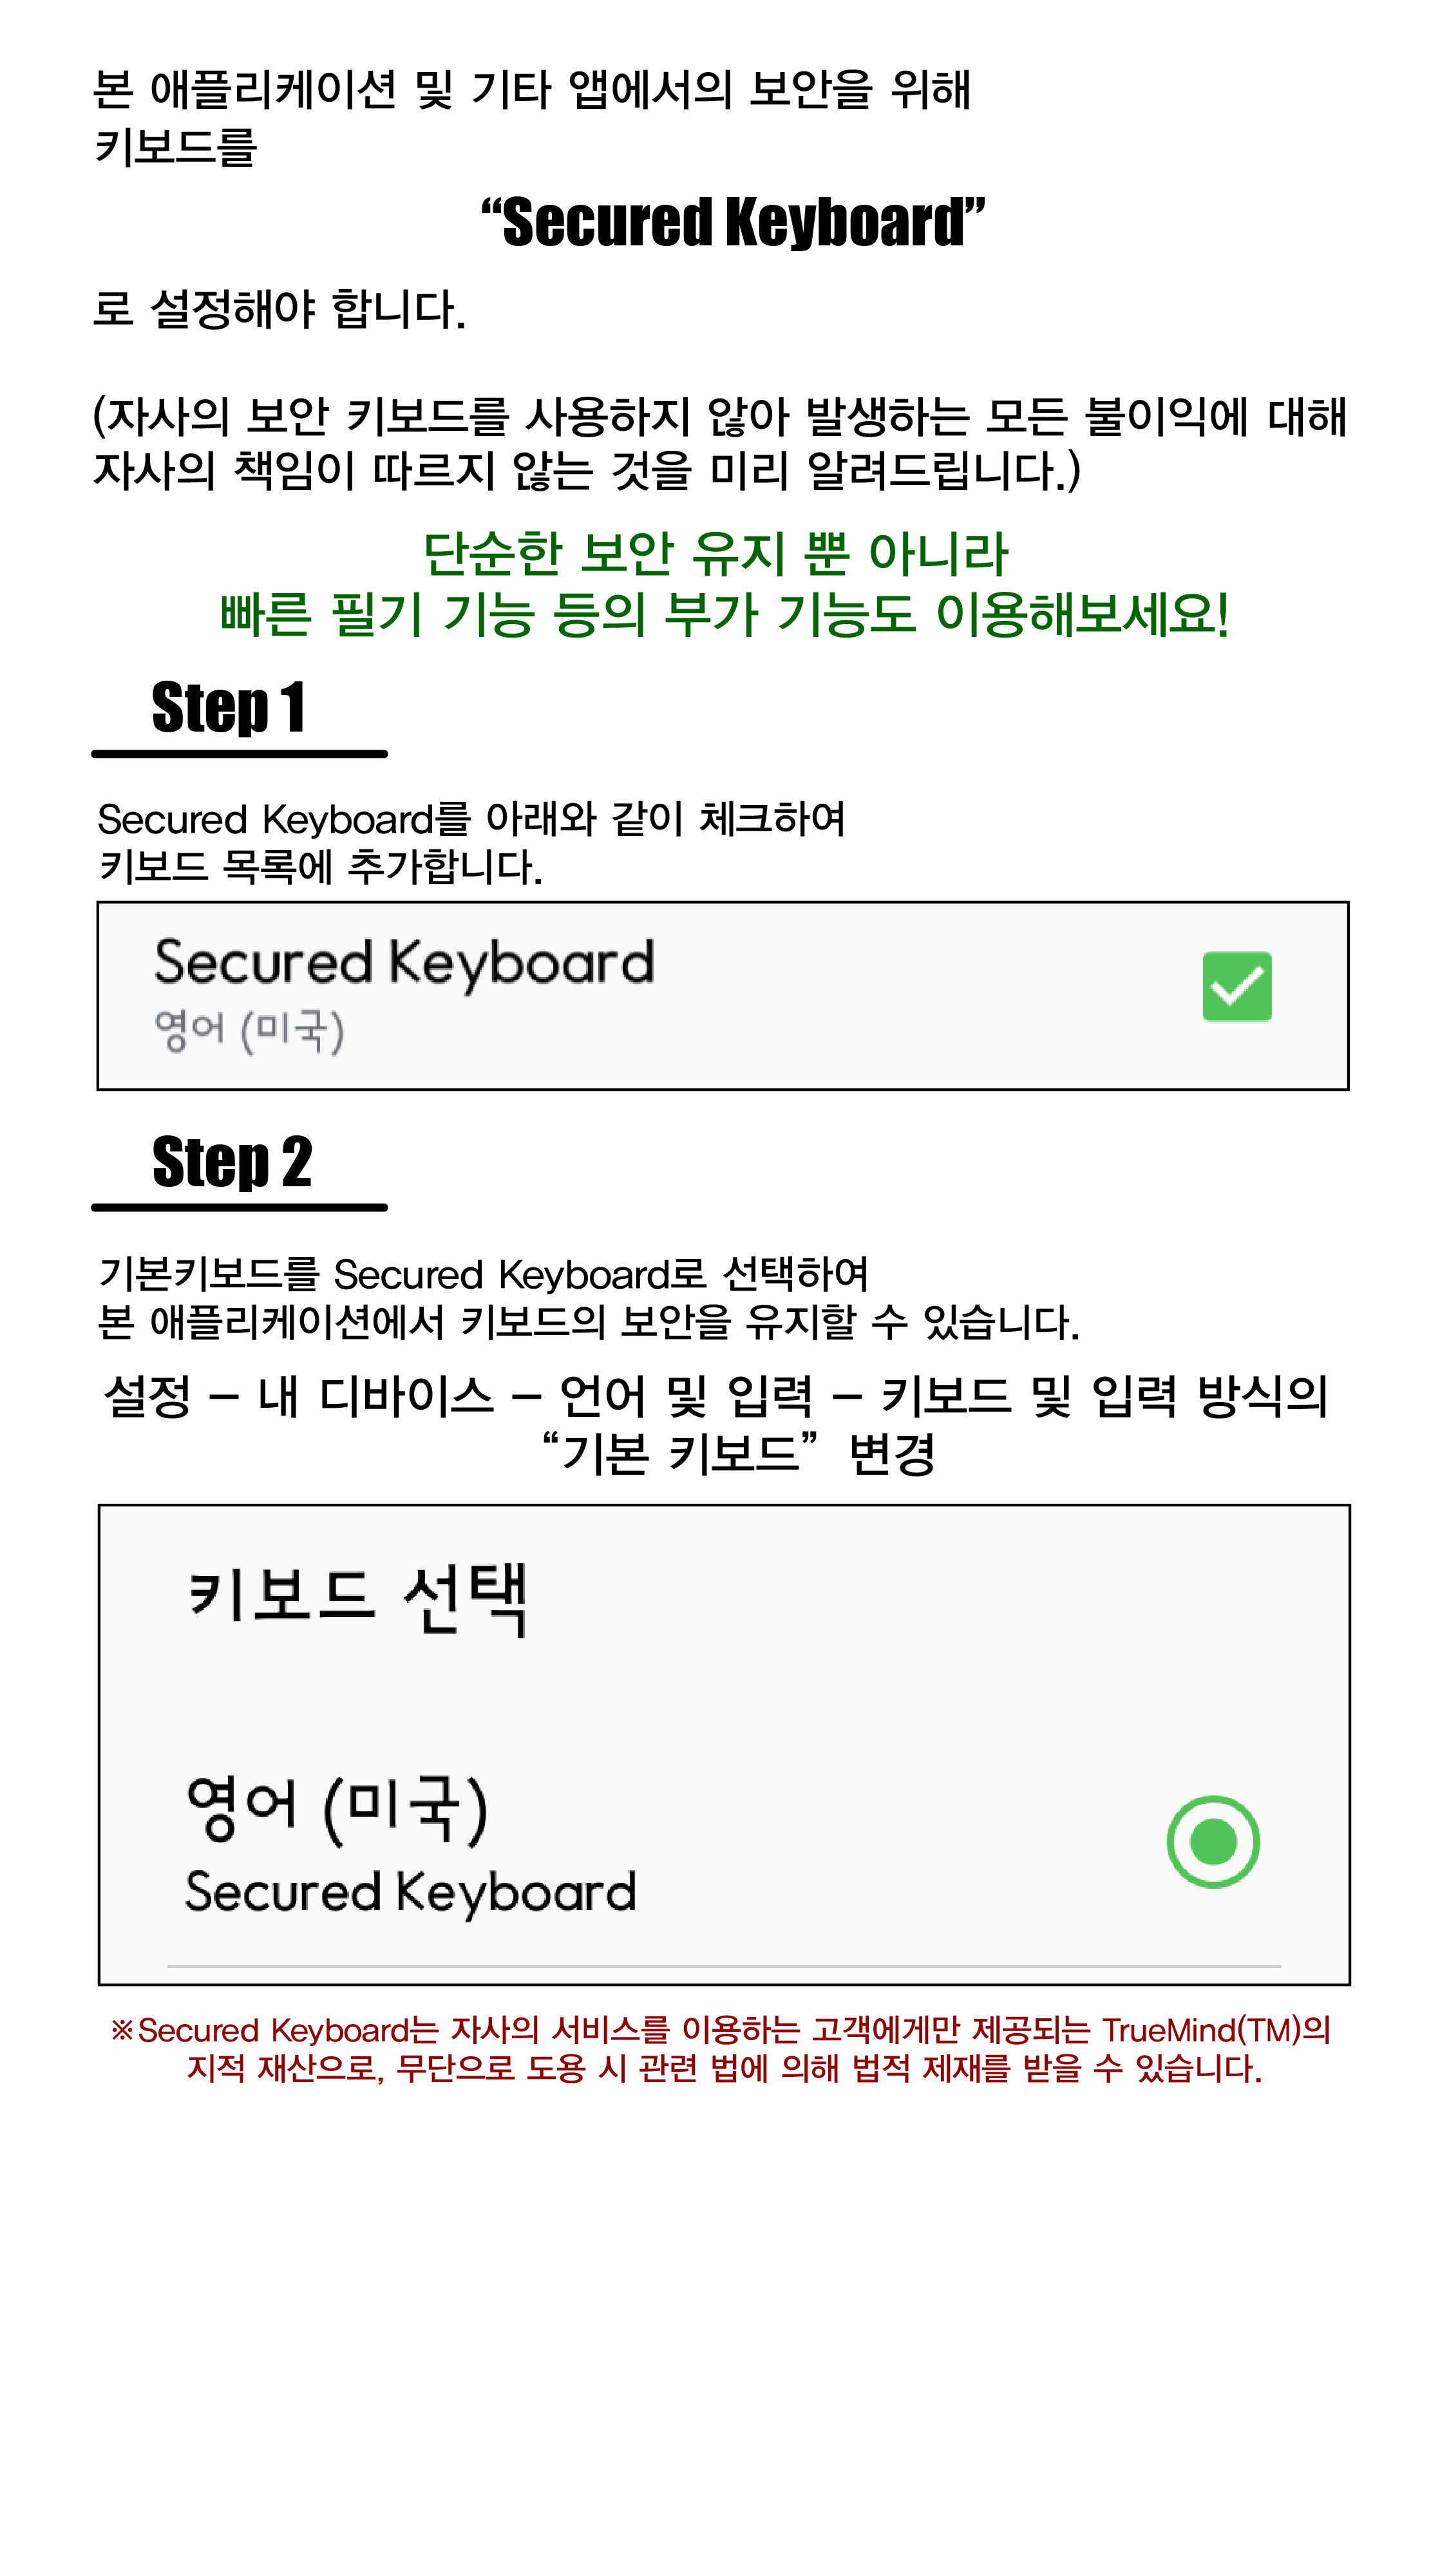 본 애플리케이션 및 기타 앱에서의 보안을 위해
키보드를
“Secured Keyboard”
로 설정해야 합니다.
(자사의 보안 키보드를 사용하지 않아 발생하는 모든 불이익에 대해
자사의 책임이 따르지 않는 것을 미리 알려드립니다.)
단순한 보안 유지 뿐 아니라
빠른 필기 기능 등의 부가 기능도 이용해보세요!
Step 1
Secured Keyboard를 아래와 같이 체크하여
키보드 목록에 추가합니다.
Secured Keyboard
영어 (미국)
Step 2
기본키보드를 Secured Keyboard로 선택하여
본 애플리케이션에서 키보드의 보안을 유지할 수 있습니다.
설정 – 내 디바이스 – 언어 및 입력 – 키보드 및 입력 방식의
“기본 키보드” 변경
키보드 선택
영어 (미국)
Secured Keyboard
※Secured Keyboard는 자사의 서비스를 이용하는 고객에게만 제공되는 TrueMind(TM)의
지적 재산으로, 무단으로 도용 시 관련 법에 의해 법적 제재를 받을 수 있습니다.